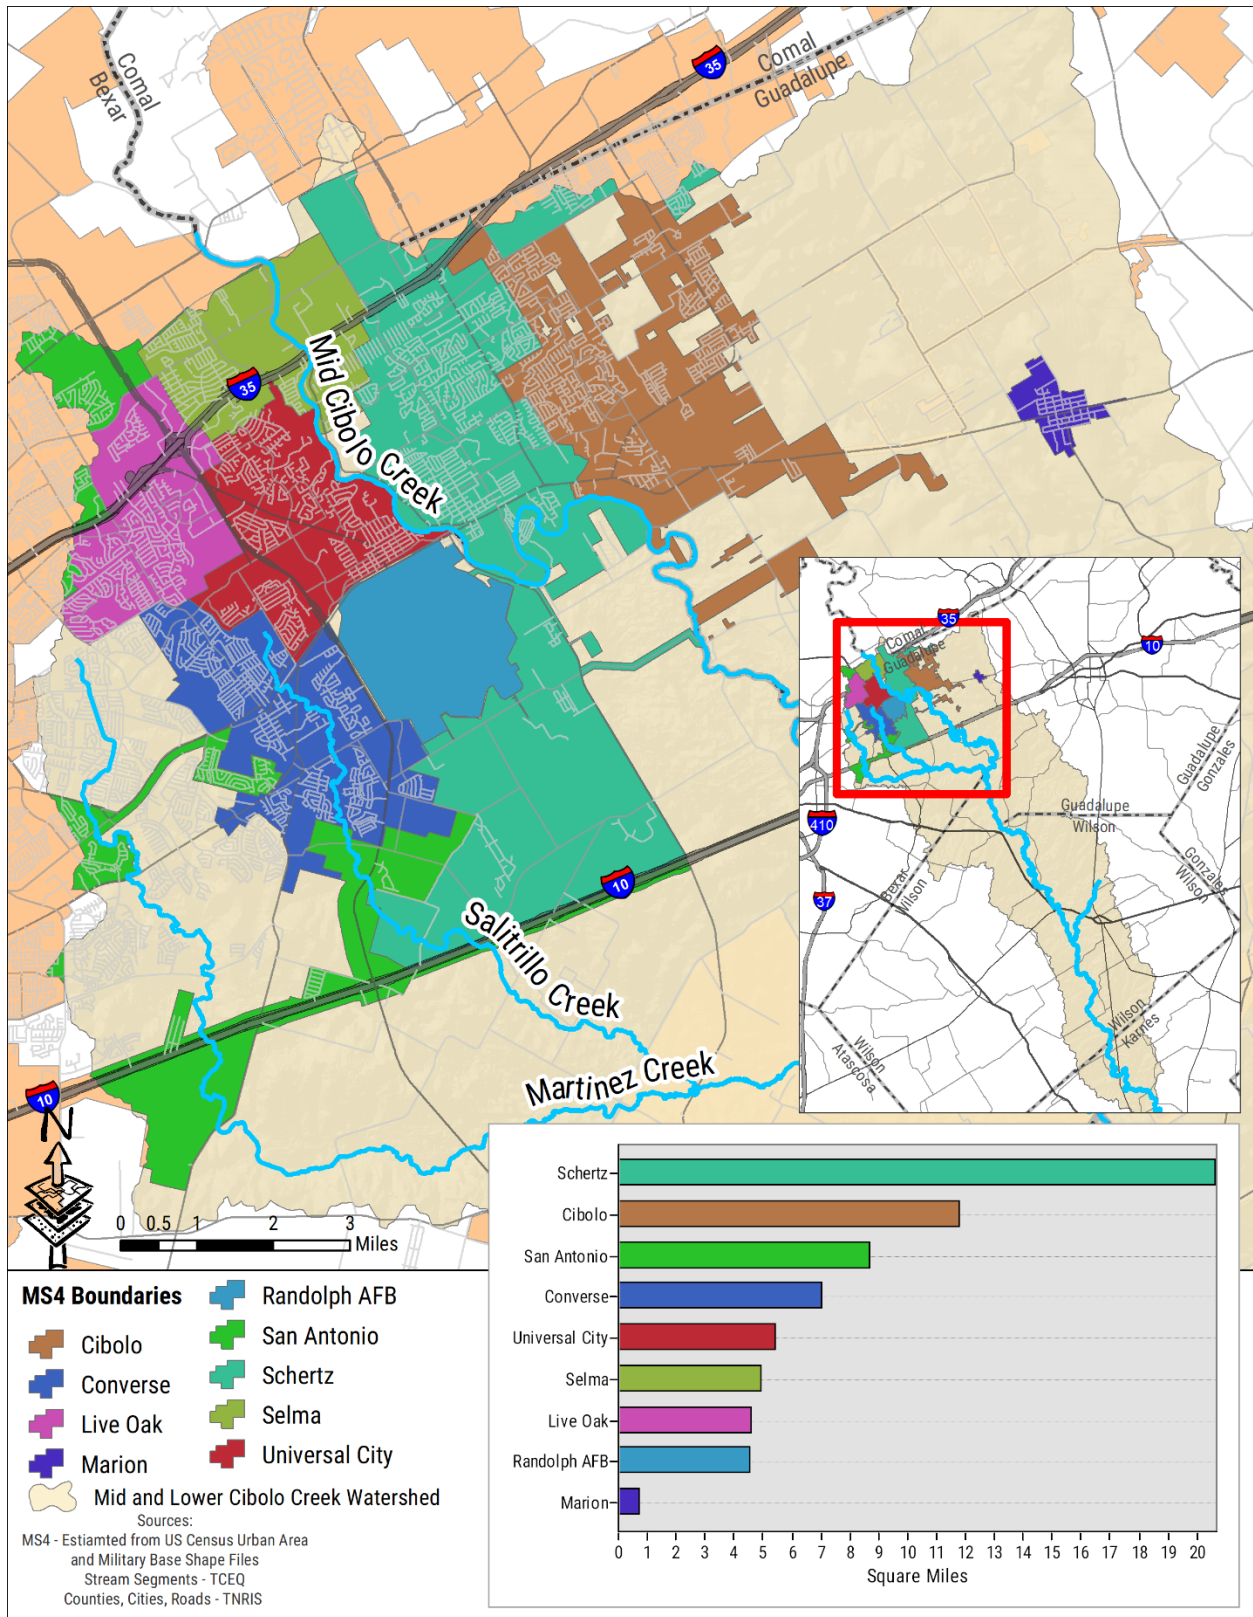 Comal
Bexar
35
Comal
Guadalupe
35
Mid Cibolo Creek
10
Salitrillo Creek
Martinez Creek
10
N
0 0.5 1 2 3
Miles
35
Comal
Guadalupe
10
410
37
Guadalupe
Gonzales
Guadalupe
Wilson
Gonzales
Wilson
Bexar
Wilson
Wilson
Karnes
Wilson
Atascosa
MS4 Boundaries
Cibolo
Converse
Live Oak
Marion
Randolph AFB
San Antonio
Schertz
Selma
Universal City
Mid and Lower Cibolo Creek Watershed
Sources:
MS4 - Estiamted from US Census Urban Area
and Military Base Shape Files
Stream Segments - TCEQ
Counties, Cities, Roads - TNRIS
Schertz
Cibolo
San Antonio
Converse
Universal City
Selma
Live Oak
Randolph AFB
Marion
0 1 2 3 4 5 6 7 8 9 10 11 12 13 14 15 16 17 18 19 20
Square Miles